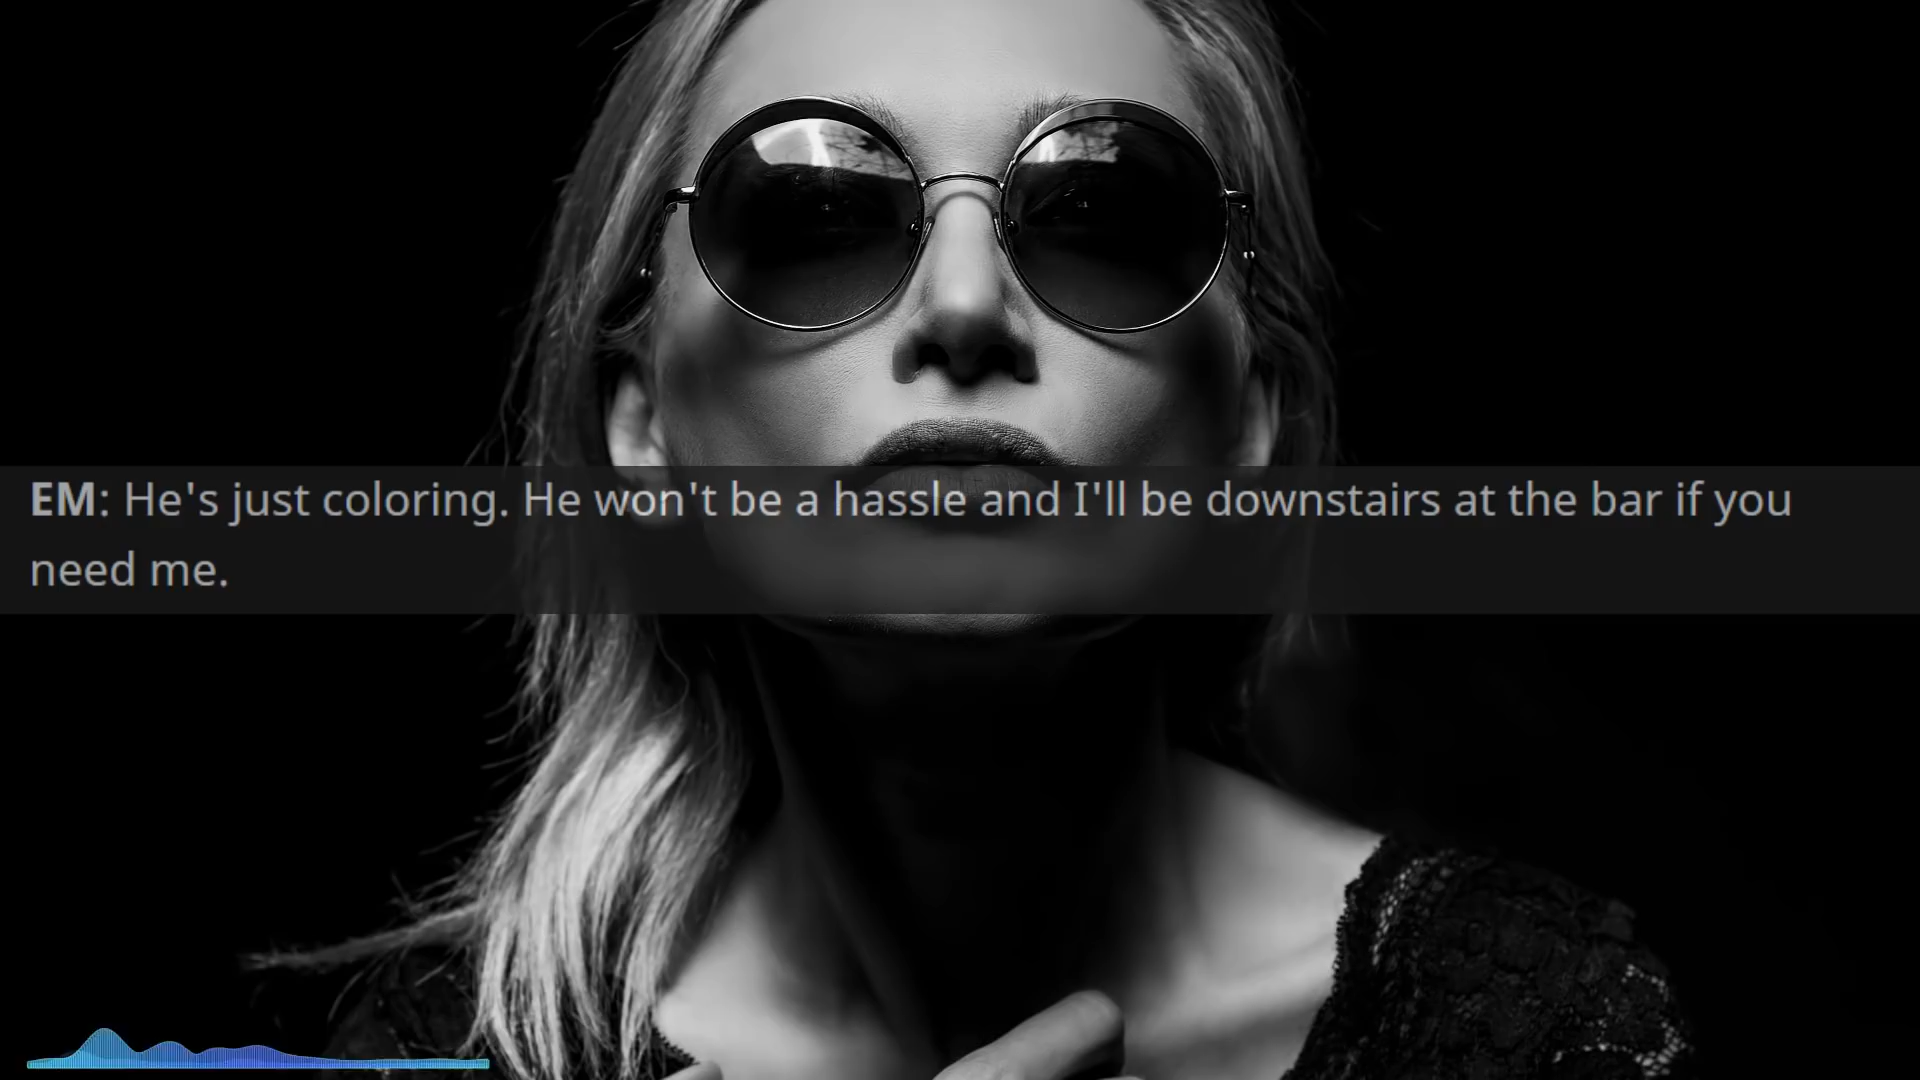 EM: He's just coloring. He won't be a hassle and I'll be downstairs at the bar if you
need me.